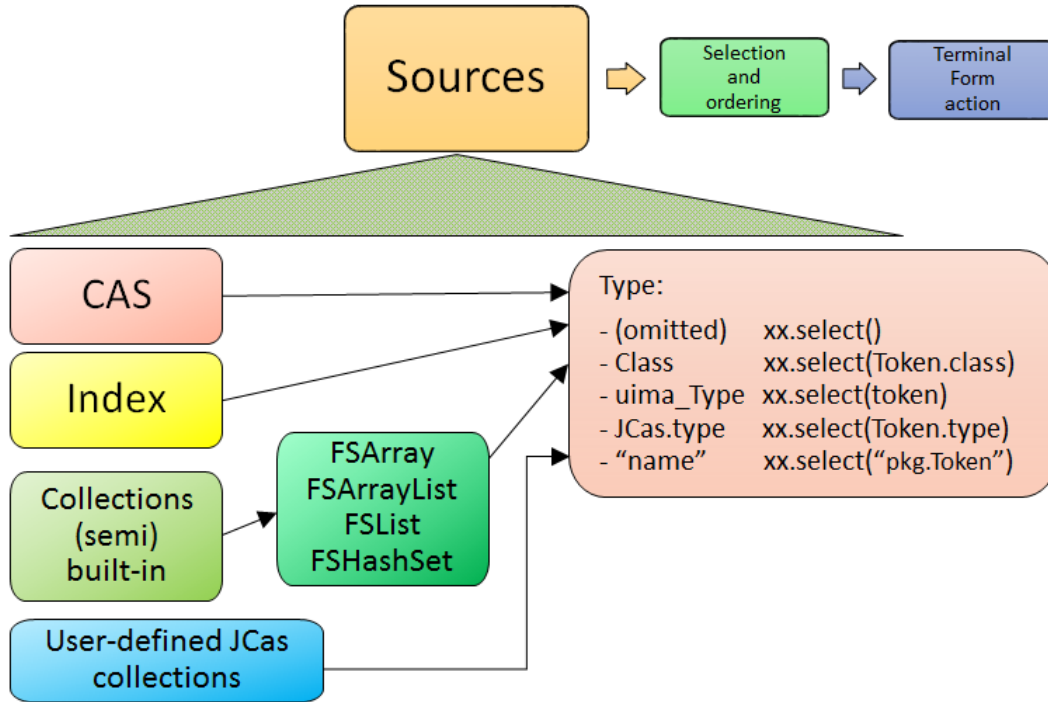 Sources
Selection
and
ordering
Terminal
Form
action
CAS
Index
Collections
(semi)
built-in
FSArray
FSArrayList
FSList
FSHashSet
User-defined JCas
collections
Type:
- (omitted) xx.select()
- Class xx.select(Token.class)
- uima_Type xx.select(token)
- JCas.type xx.select(Token.type)
- “name” xx.select(“pkg.Token”)